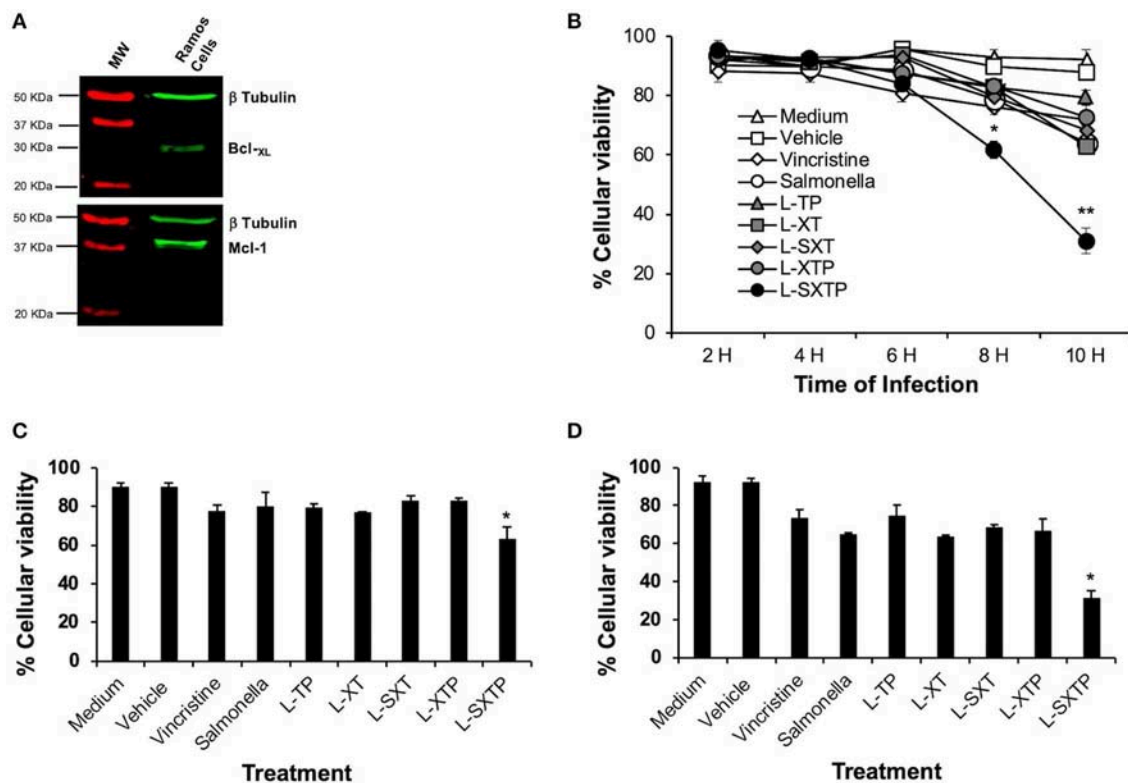 A
MW
Ramos
Cells
50 KDa
β Tubulin
37 KDa
30 KDa
Bcl-XL
20 KDa
50 KDa
β Tubulin
37 KDa
Mcl-1
20 KDa
B
% Cellular viability
100
80
60
40
20
0
Medium
Vehicle
Vincristine
Salmonella
L-TP
L-XT
L-SXT
L-XTP
L-SXTP
*
**
2 H 4 H 6 H 8 H 10 H
Time of Infection
C
% Cellular viability
100
80
60
40
20
0
*
Medium
Vehicle
Vincristine
Salmonella
L-TP
L-XT
L-SXT
L-XTP
L-SXTP
Treatment
D
% Cellular viability
100
80
60
40
20
0
*
Medium
Vehicle
Vincristine
Salmonella
L-TP
L-XT
L-SXT
L-XTP
L-SXTP
Treatment